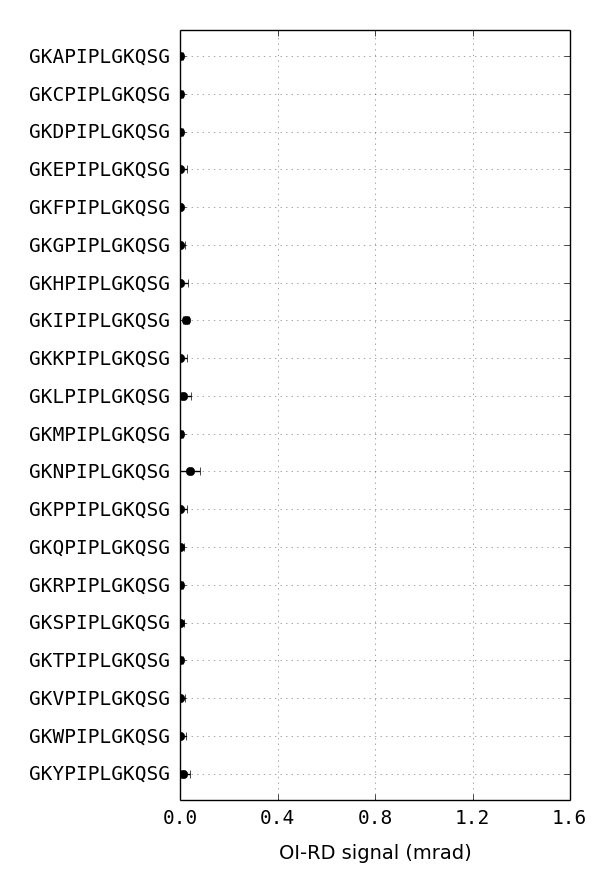 GKAPIPLGKQSG
GKCPIPLGKQSG
GKDPIPLGKQSG
GKEPIPLGKQSG
GKFPIPLGKQSG
GKGPIPLGKQSG
GKHPIPLGKQSG
GKIPIPLGKQSG
GKKPIPLGKQSG
GKLPIPLGKQSG
GKMPIPLGKQSG
GKNPIPLGKQSG
GKPPIPLGKQSG
GKQPIPLGKQSG
GKRPIPLGKQSG
GKSPIPLGKQSG
GKTPIPLGKQSG
GKVPIPLGKQSG
GKWPIPLGKQSG
GKYPIPLGKQSG
0.0 0.4 0.8 1.2 1.6
OI-RD signal (mrad)